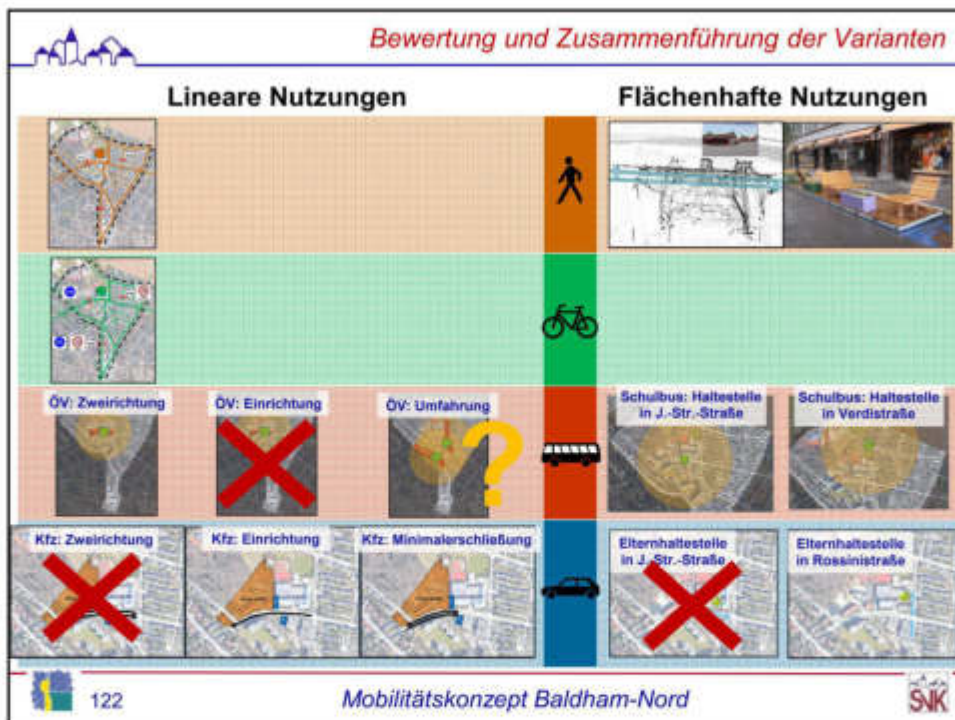 Bewertung und Zusammenführung der Varianten
Lineare Nutzungen
Flächenhafte Nutzungen
ÖV: Zweirichtung
ÖV: Einrichtung
ÖV: Umfahrung
?
Schulbus: Haltestelle
in J.-Str.-Straße
Schulbus: Haltestelle
in Verdistraße
Kfz: Zweirichtung
Kfz: Einrichtung
Kfz: Minimalerschließung
Elternhaltestelle
in J.-Str.-Straße
Elternhaltestelle
in Rossinistraße
122
Mobilitätskonzept Baldham-Nord
SVK